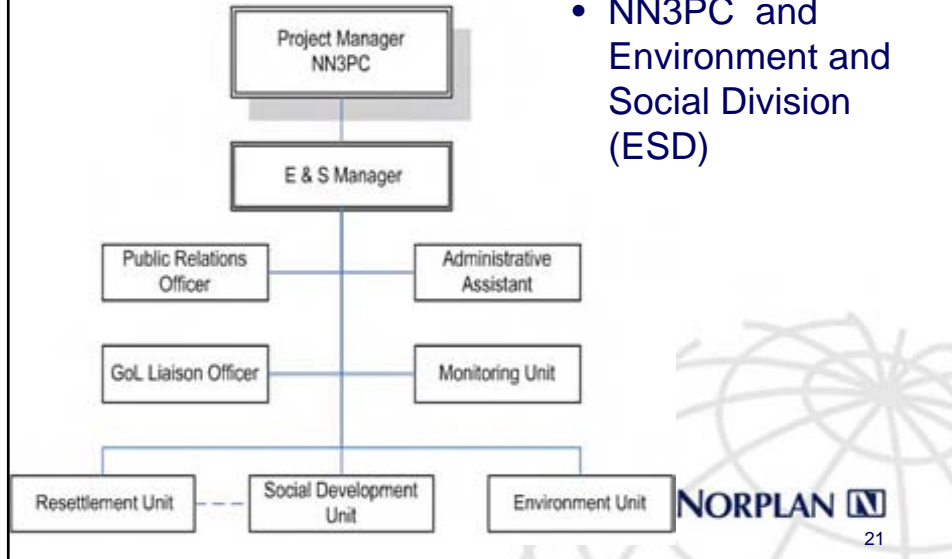 Project Manager
NN3PC
E & S Manager
Public Relations
Officer
Administrative
Assistant
GoL Liaison Officer
Monitoring Unit
Resettlement Unit
Social Development
Unit
Environment Unit
• NN3PC and
Environment and
Social Division
(ESD)
NORPLAN N
21